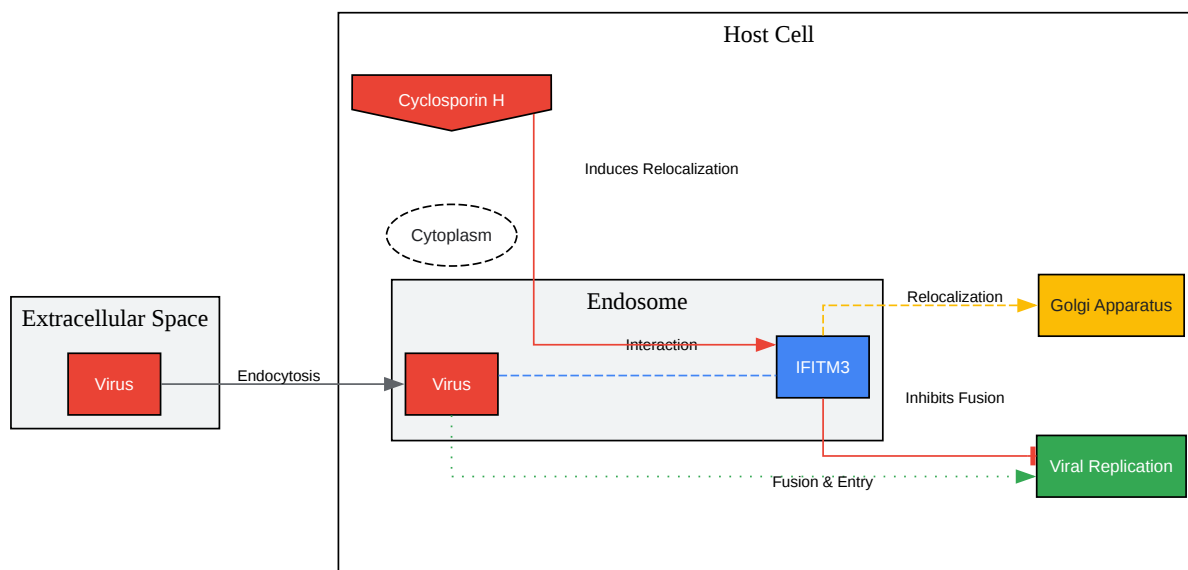 Host Cell
Cyclosporin H
Induces Relocalization
Cytoplasm
Endosome
Relocalization
Golgi Apparatus
Extracellular Space
Interaction
IFITM3
Virus
Endocytosis
Virus
Inhibits Fusion
Viral Replication
Fusion & Entry